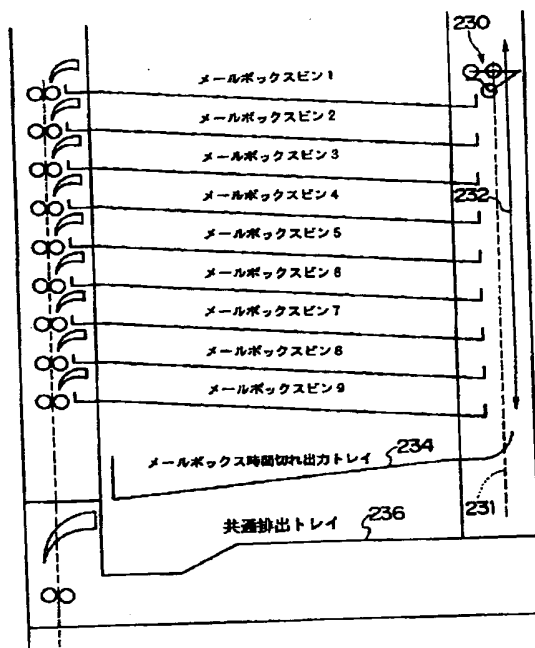 230
メールボックスビン1
メールボックスビン2
メールボックスビン3
232
メールボックスビン4
メールボックスビン5
メールボックスビン6
メールボックスビン7
メールボックスビン8
メールボックスビン9
メールボックス時間切れ出力トレイ 234
231
共通排出トレイ 236